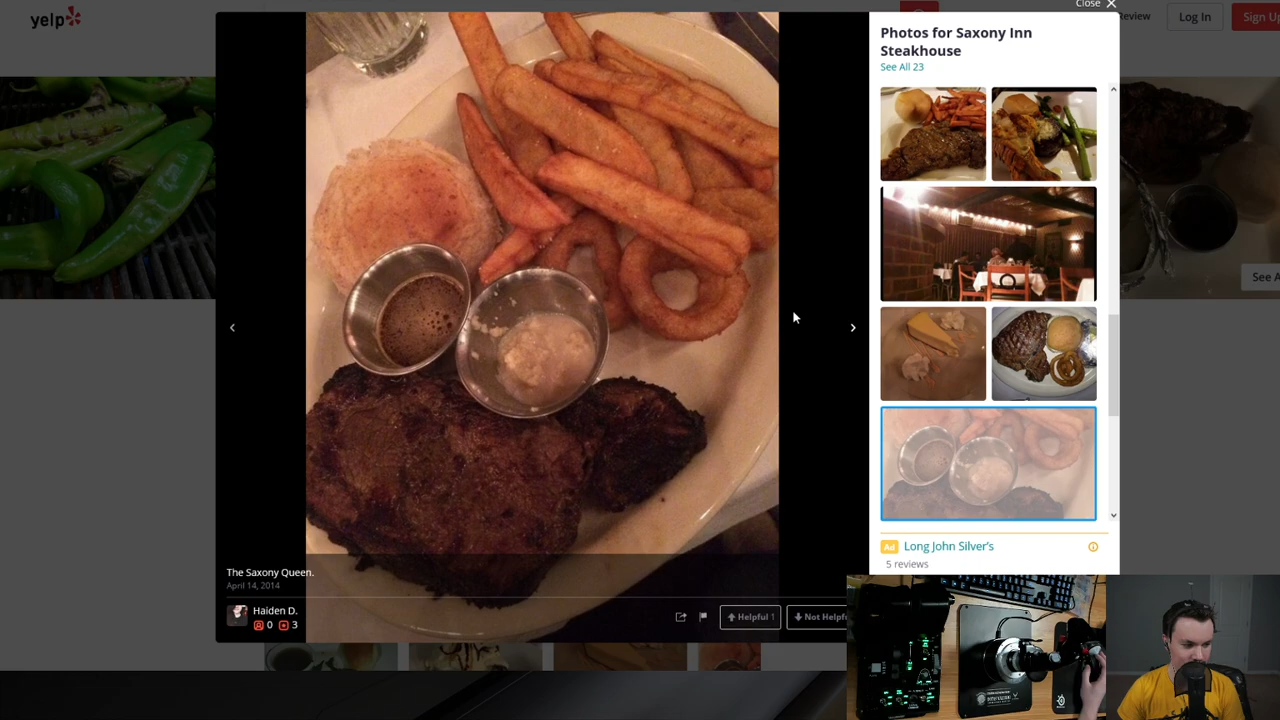 Close ×
yelp
Review
Log In
Sign U
Photos for Saxony Inn
Steakhouse
See All 23
See A
The Saxony Queen.
April 14, 2014
Haiden D.
0 3
Helpful 1
Not Helpfu
Ad Long John Silver's
5 reviews